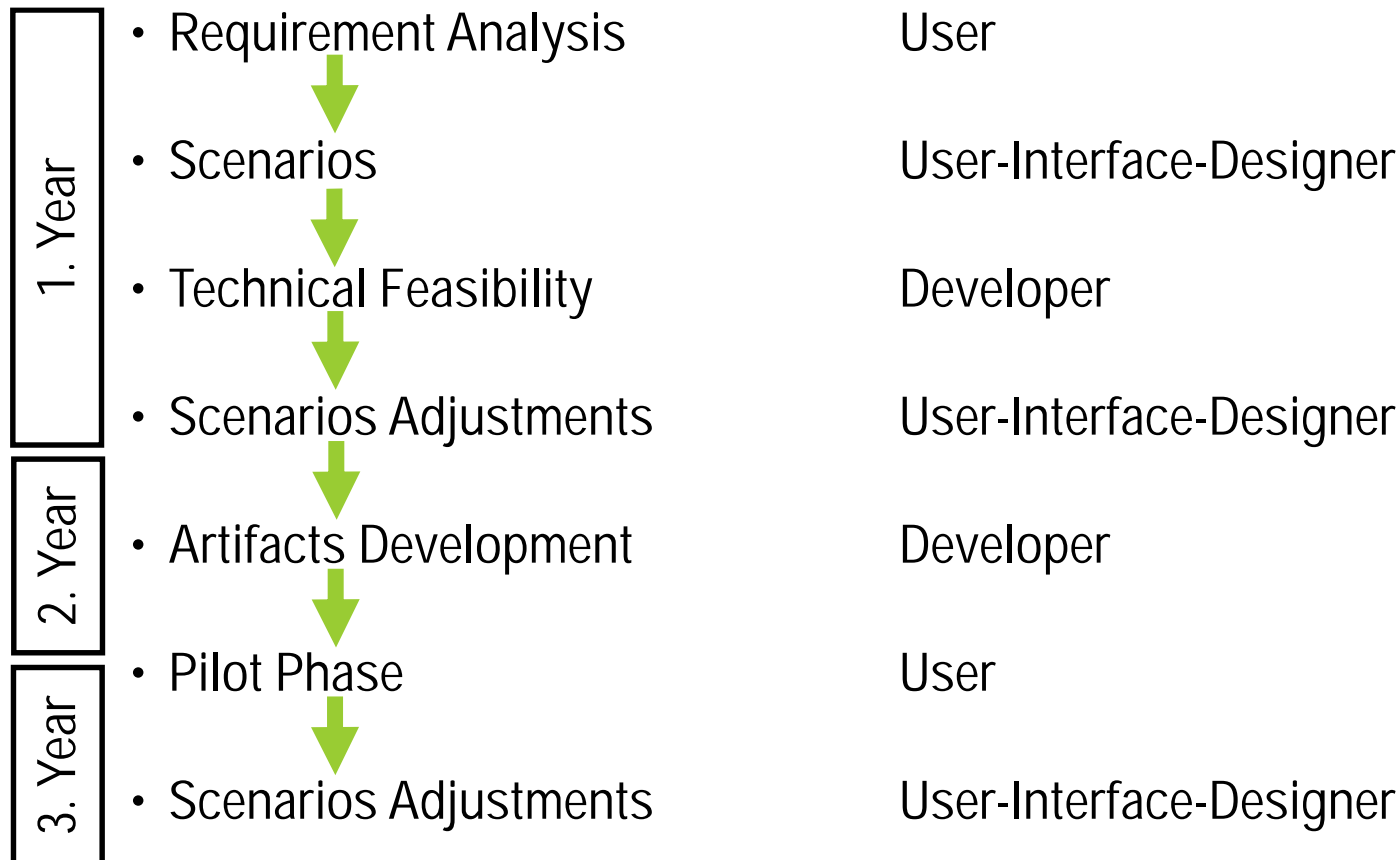 1. Year
• Requirement Analysis User
• Scenarios User-Interface-Designer
• Technical Feasibility Developer
• Scenarios Adjustments User-Interface-Designer
2. Year
• Artifacts Development Developer
3. Year
• Pilot Phase User
• Scenarios Adjustments User-Interface-Designer